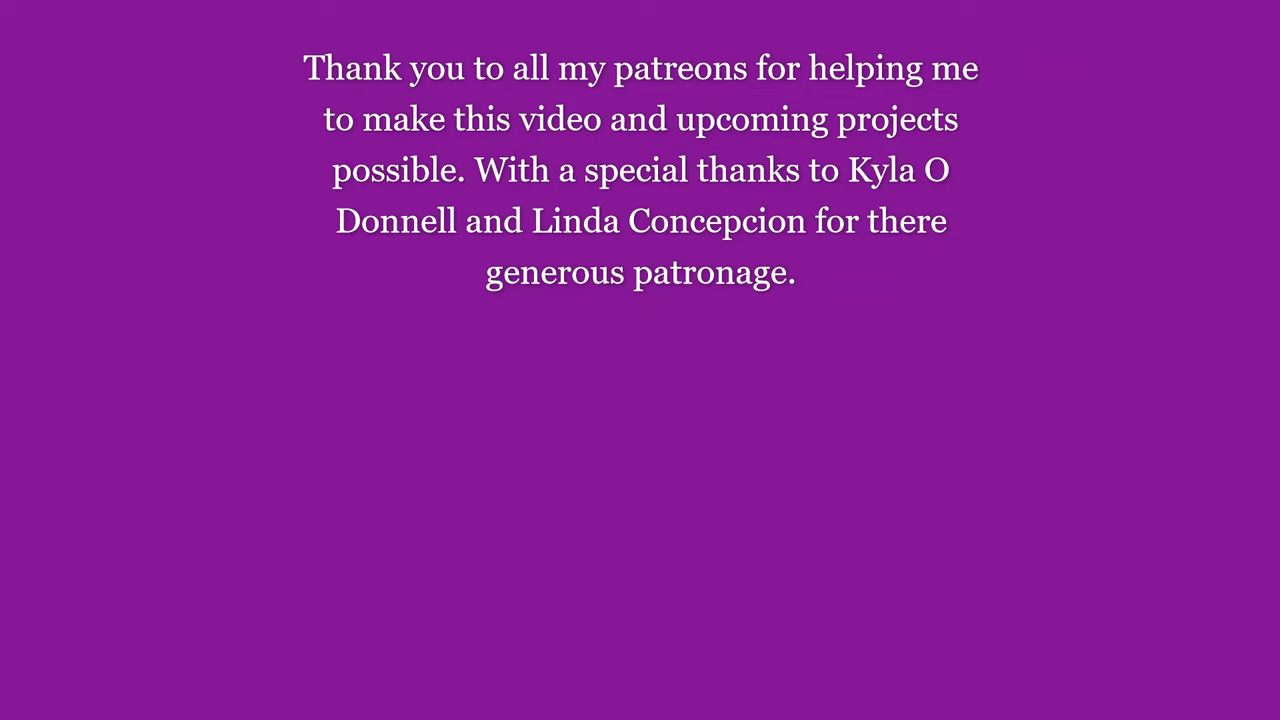 Thank you to all my patreons for helping me
to make this video and upcoming projects
possible. With a special thanks to Kyla O
Donnell and Linda Concepcion for there
generous patronage.